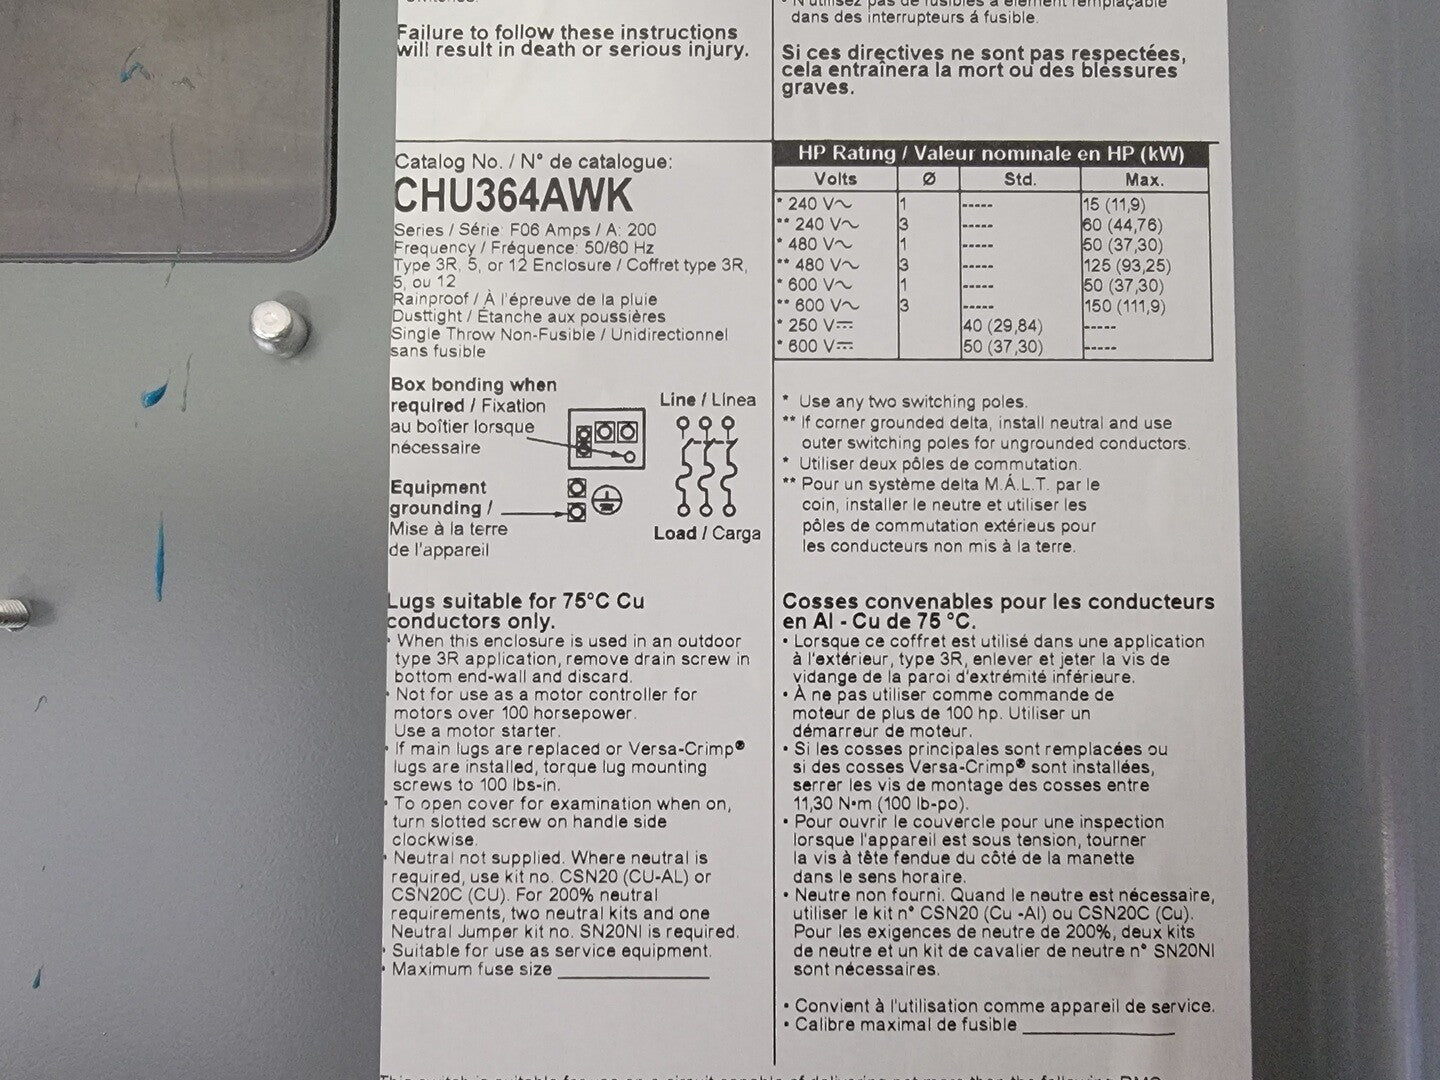 Failure to follow these instructions
will result in death or serious injury.
dans des interrupteurs á fusible.
Si ces directives ne sont pas respectées,
cela entraînera la mort ou des blessures
graves.
Catalog No. / N° de catalogue:
CHU364AWK
Series / Série: F06 Amps / A: 200
Frequency / Fréquence: 50/60 Hz
Type 3R, 5, or 12 Enclosure / Coffret type 3R,
5, ou 12
Rainproof / À l'épreuve de la pluie
Dusttight / Étanche aux poussières
Single Throw Non-Fusible / Unidirectionnel
sans fusible
HP Rating / Valeur nominale en HP (kW)
Volts Ø Std. Max.
* 240 V~ 1 ----- 15 (11,9)
** 240 V~ 3 ----- 60 (44,76)
* 480 V~ 1 ----- 50 (37,30)
** 480 V~ 3 ----- 125 (93,25)
* 600 V~ 1 ----- 50 (37,30)
** 600 V~ 3 ----- 150 (111,9)
* 250 V⎓ 40 (29,84) -----
* 600 V⎓ 50 (37,30) -----
Box bonding when
required / Fixation
au boîtier lorsque
nécessaire
Line / Línea
Equipment
grounding /
Mise à la terre
de l'appareil
Load / Carga
* Use any two switching poles.
** If corner grounded delta, install neutral and use
outer switching poles for ungrounded conductors.
* Utiliser deux pôles de commutation.
** Pour un système delta M.À.L.T. par le
coin, installer le neutre et utiliser les
pôles de commutation extérieus pour
les conducteurs non mis à la terre.
Lugs suitable for 75°C Cu
conductors only.
• When this enclosure is used in an outdoor
type 3R application, remove drain screw in
bottom end-wall and discard.
• Not for use as a motor controller for
motors over 100 horsepower.
Use a motor starter.
• If main lugs are replaced or Versa-Crimp®
lugs are installed, torque lug mounting
screws to 100 lbs-in.
• To open cover for examination when on,
turn slotted screw on handle side
clockwise.
• Neutral not supplied. Where neutral is
required, use kit no. CSN20 (CU-AL) or
CSN20C (CU). For 200% neutral
requirements, two neutral kits and one
Neutral Jumper kit no. SN20NI is required.
• Suitable for use as service equipment.
• Maximum fuse size
Cosses convenables pour les conducteurs
en Al - Cu de 75 °C.
• Lorsque ce coffret est utilisé dans une application
à l'extérieur, type 3R, enlever et jeter la vis de
vidange de la paroi d'extrémité inférieure.
• À ne pas utiliser comme commande de
moteur de plus de 100 hp. Utiliser un
démarreur de moteur.
• Si les cosses principales sont remplacées ou
si des cosses Versa-Crimp® sont installées,
serrer les vis de montage des cosses entre
11,30 N•m (100 lb-po).
• Pour ouvrir le couvercle pour une inspection
lorsque l'appareil est sous tension, tourner
la vis à tête fendue du côté de la manette
dans le sens horaire.
• Neutre non fourni. Quand le neutre est nécessaire,
utiliser le kit n° CSN20 (Cu -Al) ou CSN20C (Cu).
Pour les exigences de neutre de 200%, deux kits
de neutre et un kit de cavalier de neutre n° SN20NI
sont nécessaires.
• Convient à l'utilisation comme appareil de service.
• Calibre maximal de fusible